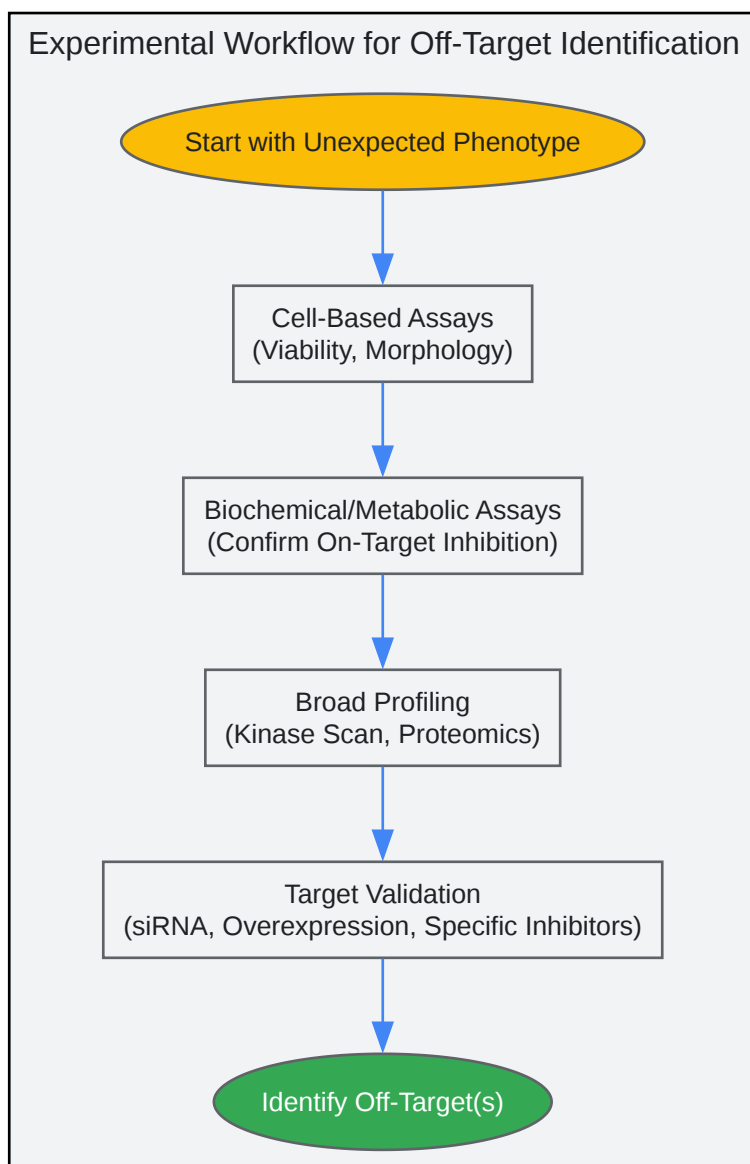 Experimental Workflow for Off-Target Identification
Start with Unexpected Phenotype
Cell-Based Assays
(Viability, Morphology)
Biochemical/Metabolic Assays
(Confirm On-Target Inhibition)
Broad Profiling
(Kinase Scan, Proteomics)
Target Validation
(siRNA, Overexpression, Specific Inhibitors)
Identify Off-Target(s)